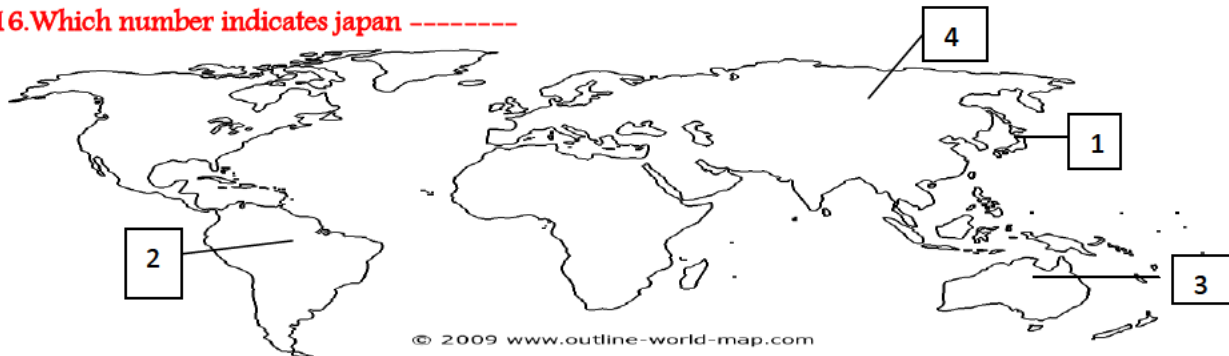 16.Which number indicates japan --------
4
1
2
3
© 2009 www.outline-world-map.com